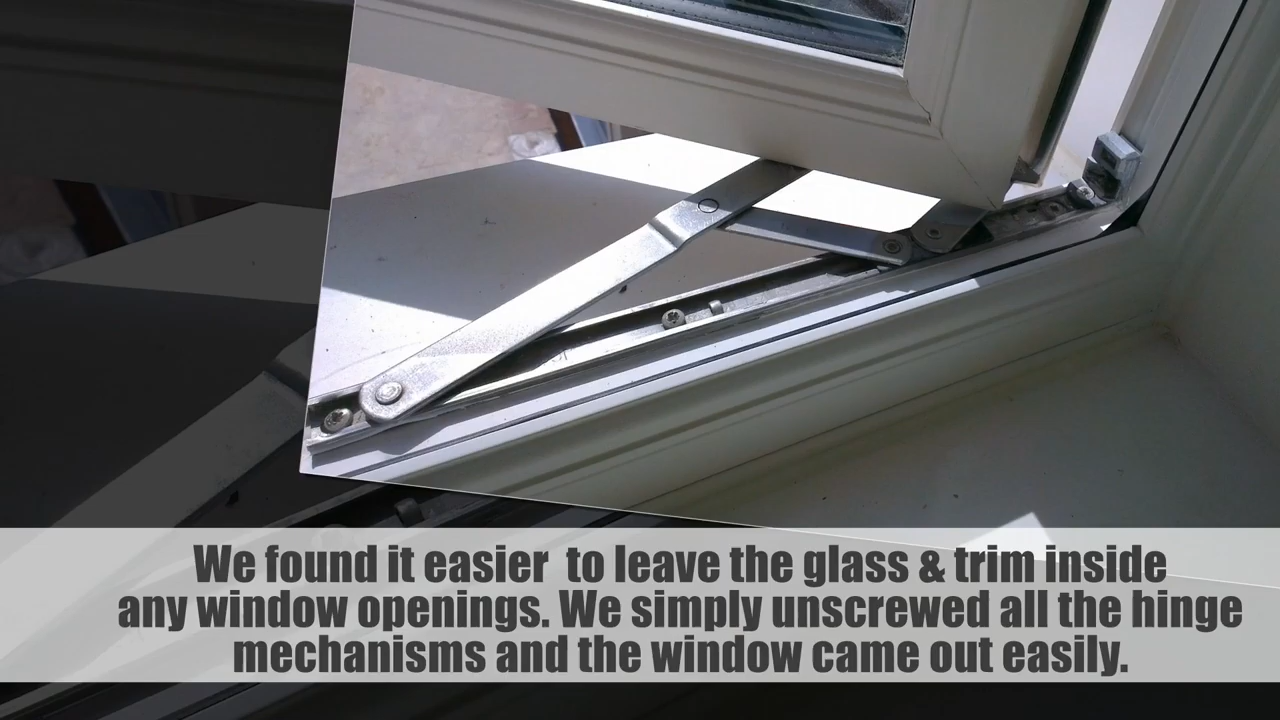 We found it easier  to leave the glass & trim inside
any window openings. We simply unscrewed all the hinge
mechanisms and the window came out easily.